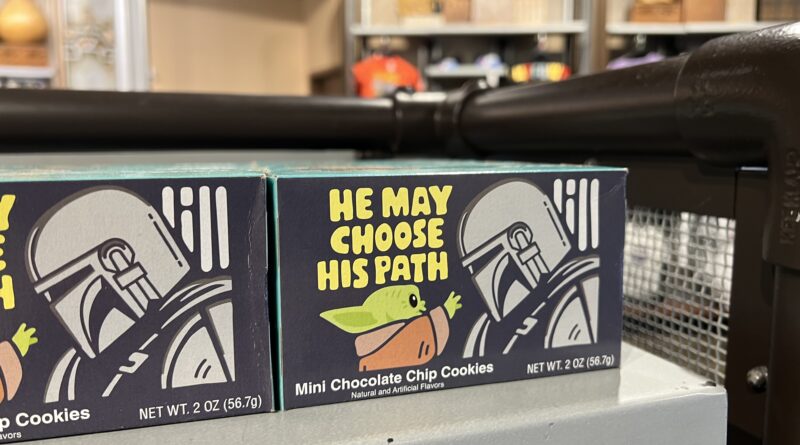 Y
E
H
p Cookies
avors
NET WT. 2 OZ (56.7g)
HE MAY
CHOOSE
HIS PATH
Mini Chocolate Chip Cookies
Natural and Artificial Flavors
NET WT. 2 OZ (56.7g)